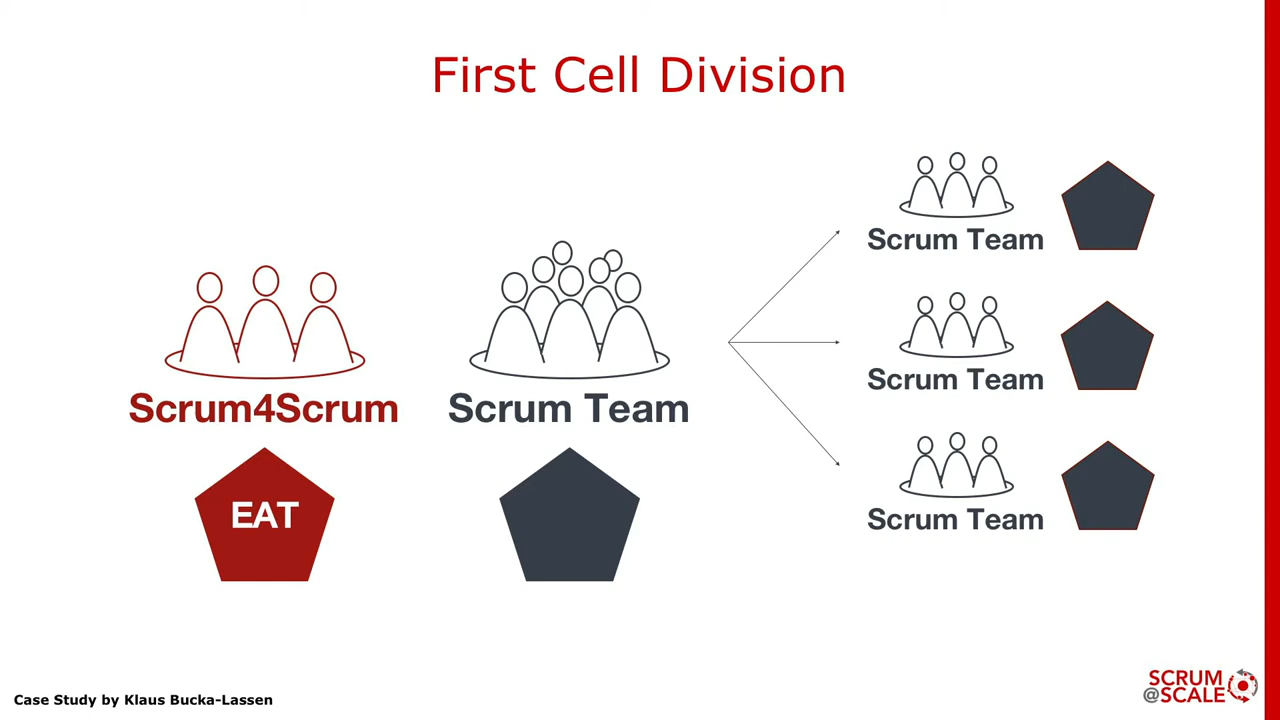 First Cell Division
Scrum4Scrum
EAT
Scrum Team
Scrum Team
Scrum Team
Scrum Team
Case Study by Klaus Bucka-Lassen
SCRUM
@SCALE